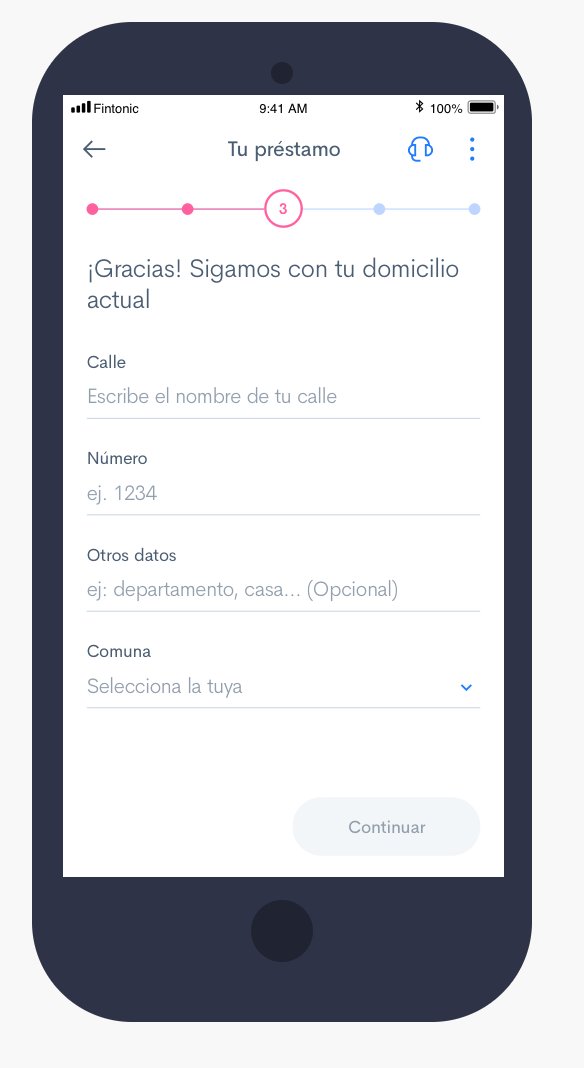 Fintonic 9:41 AM 100%
Tu préstamo
3
¡Gracias! Sigamos con tu domicilio
actual
Calle
Escribe el nombre de tu calle
Número
ej. 1234
Otros datos
ej: departamento, casa... (Opcional)
Comuna
Selecciona la tuya
Continuar